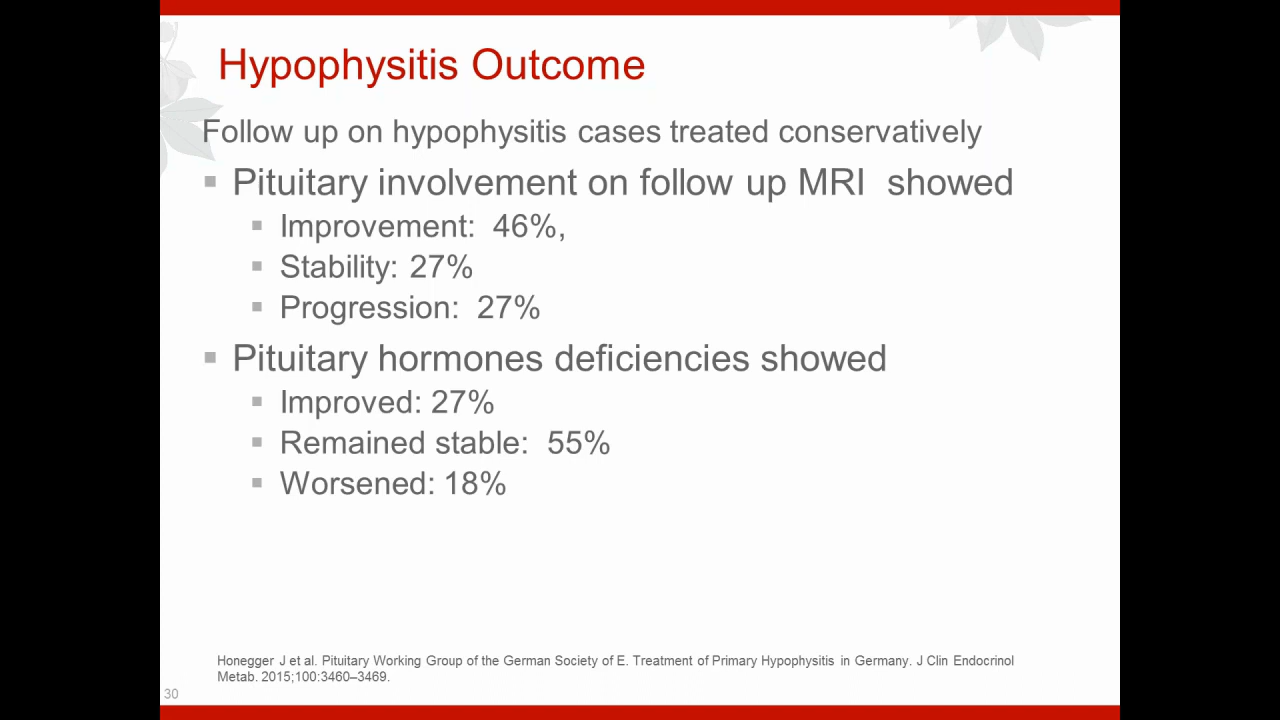 Hypophysitis Outcome
Follow up on hypophysitis cases treated conservatively
▪ Pituitary involvement on follow up MRI  showed
▪ Improvement:  46%,
▪ Stability: 27%
▪ Progression:  27%
▪ Pituitary hormones deficiencies showed
▪ Improved: 27%
▪ Remained stable:  55%
▪ Worsened: 18%
Honegger J et al. Pituitary Working Group of the German Society of E. Treatment of Primary Hypophysitis in Germany. J Clin Endocrinol
Metab. 2015;100:3460–3469.
30